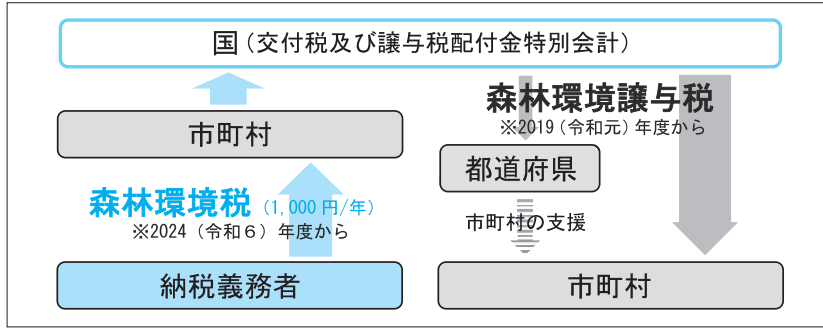 国（交付税及び譲与税配付金特別会計）
市町村
森林環境税（1,000 円/年）
※2024（令和６）年度から
納税義務者
森林環境譲与税
※2019（令和元）年度から
都道府県
市町村の支援
市町村